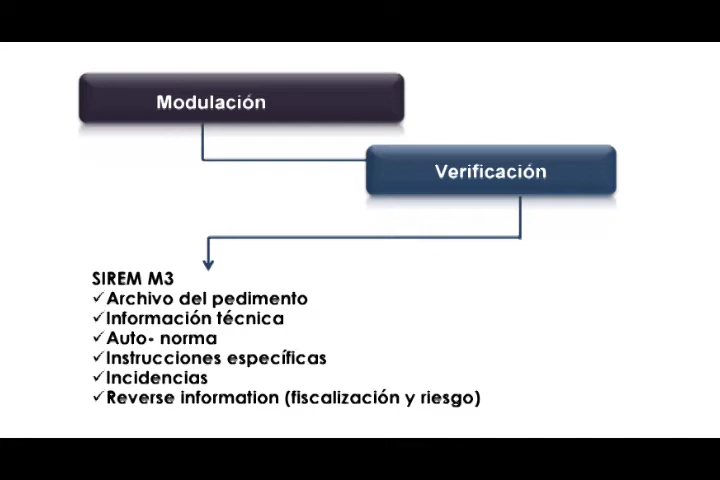 Modulación
Verificación
SIREM M3
✓Archivo del pedimento
✓Información técnica
✓Auto- norma
✓Instrucciones específicas
✓Incidencias
✓Reverse information (fiscalización y riesgo)